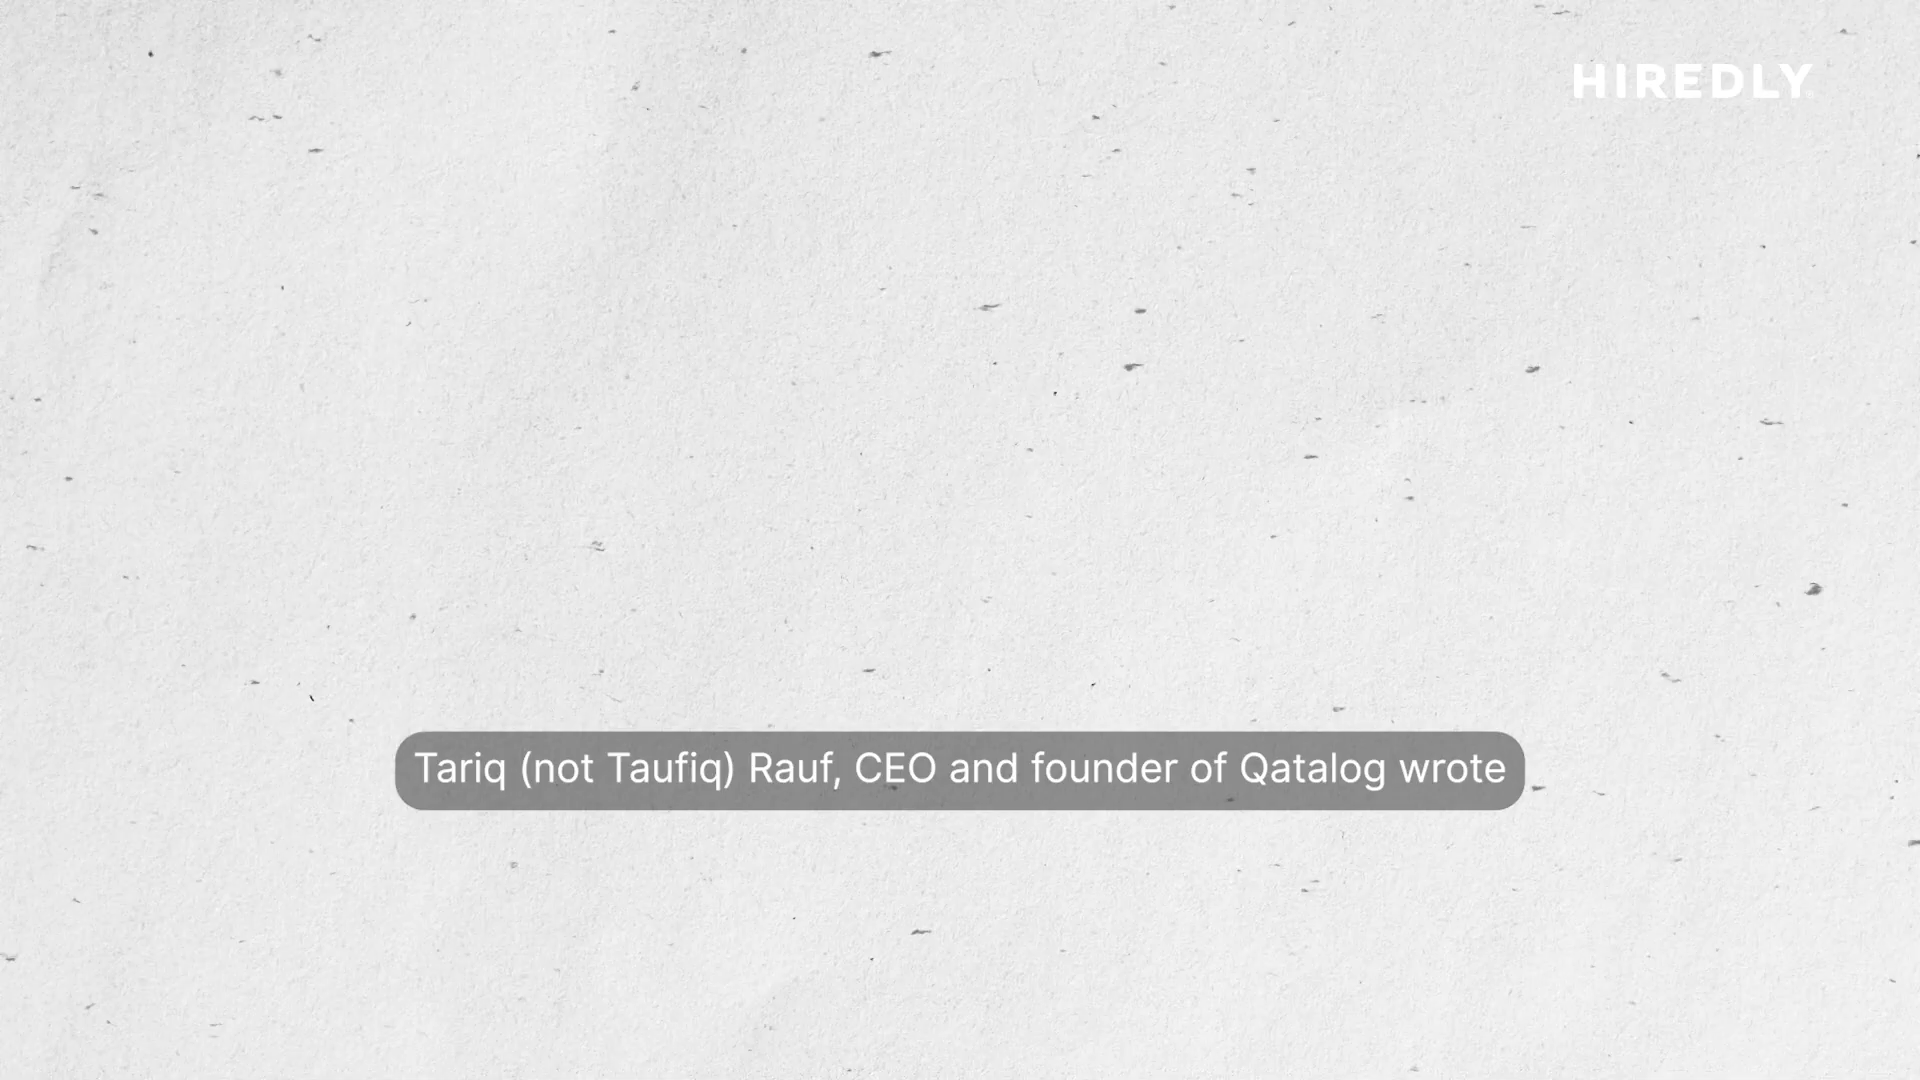 HIREDLY
Tariq (not Taufiq) Rauf, CEO and founder of Qatalog wrote